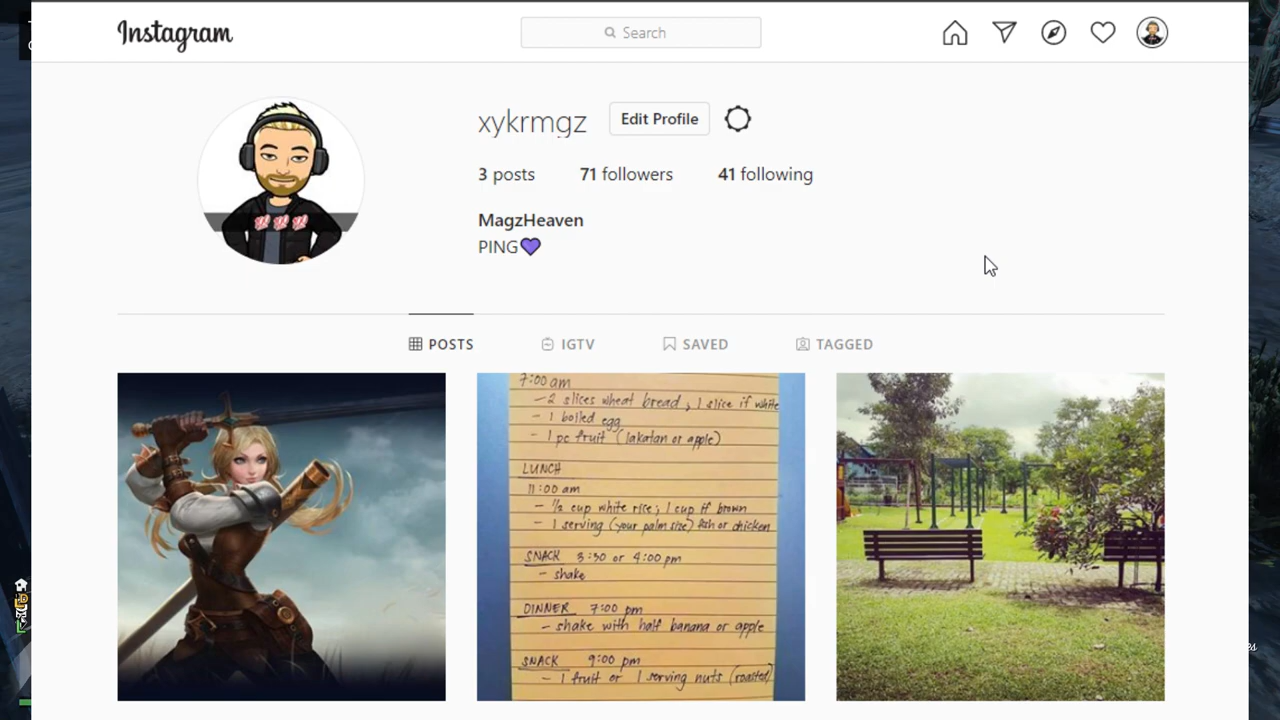 Instagram
Search
xykrmgz Edit Profile
3 posts 71 followers 41 following
MagzHeaven
PING💜
POSTS IGTV SAVED TAGGED
7:00 am
- 2 slices wheat bread, 1 slice if white
- 1 boiled egg
- 1 pc fruit (lakatan or apple)
LUNCH
11:00 am
- ½ cup white rice; 1 cup if brown
- 1 serving (your palm size) fish or chicken
SNACK 3:30 or 4:00 pm
- shake
DINNER 7:00 pm
- shake with half banana or apple
SNACK 9:00 pm
- 1 fruit or 1 serving nuts (roasted)